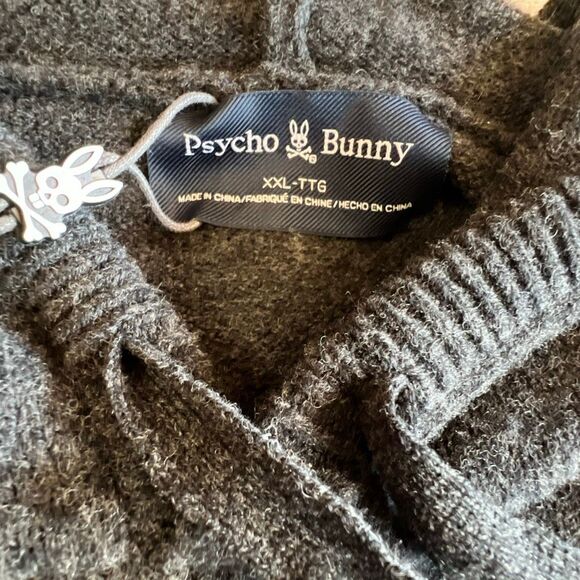 Psycho Bunny
XXL-TTG
MADE IN CHINA/FABRIQUÉ EN CHINE/HECHO EN CHINA